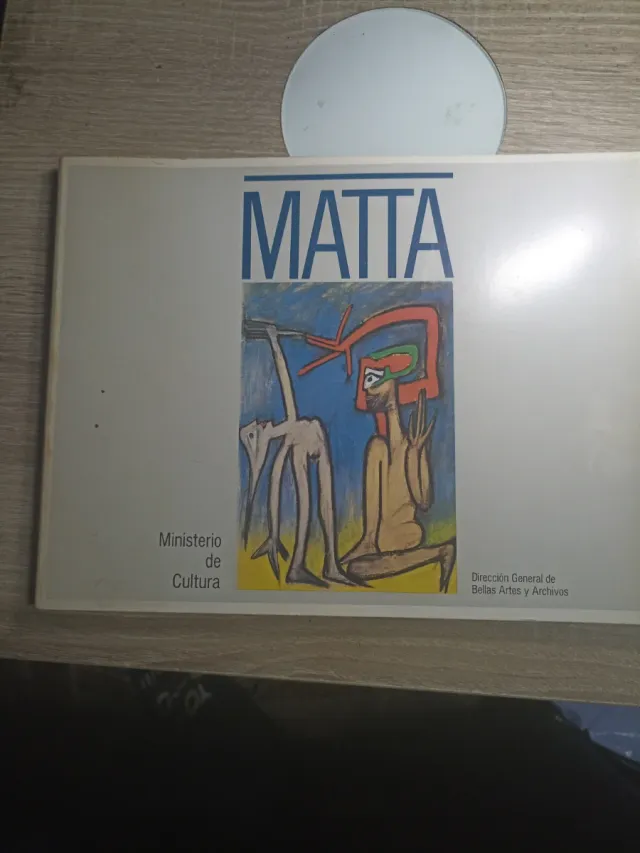 MATTA
Ministerio
de
Cultura
Dirección General de
Bellas Artes y Archivos